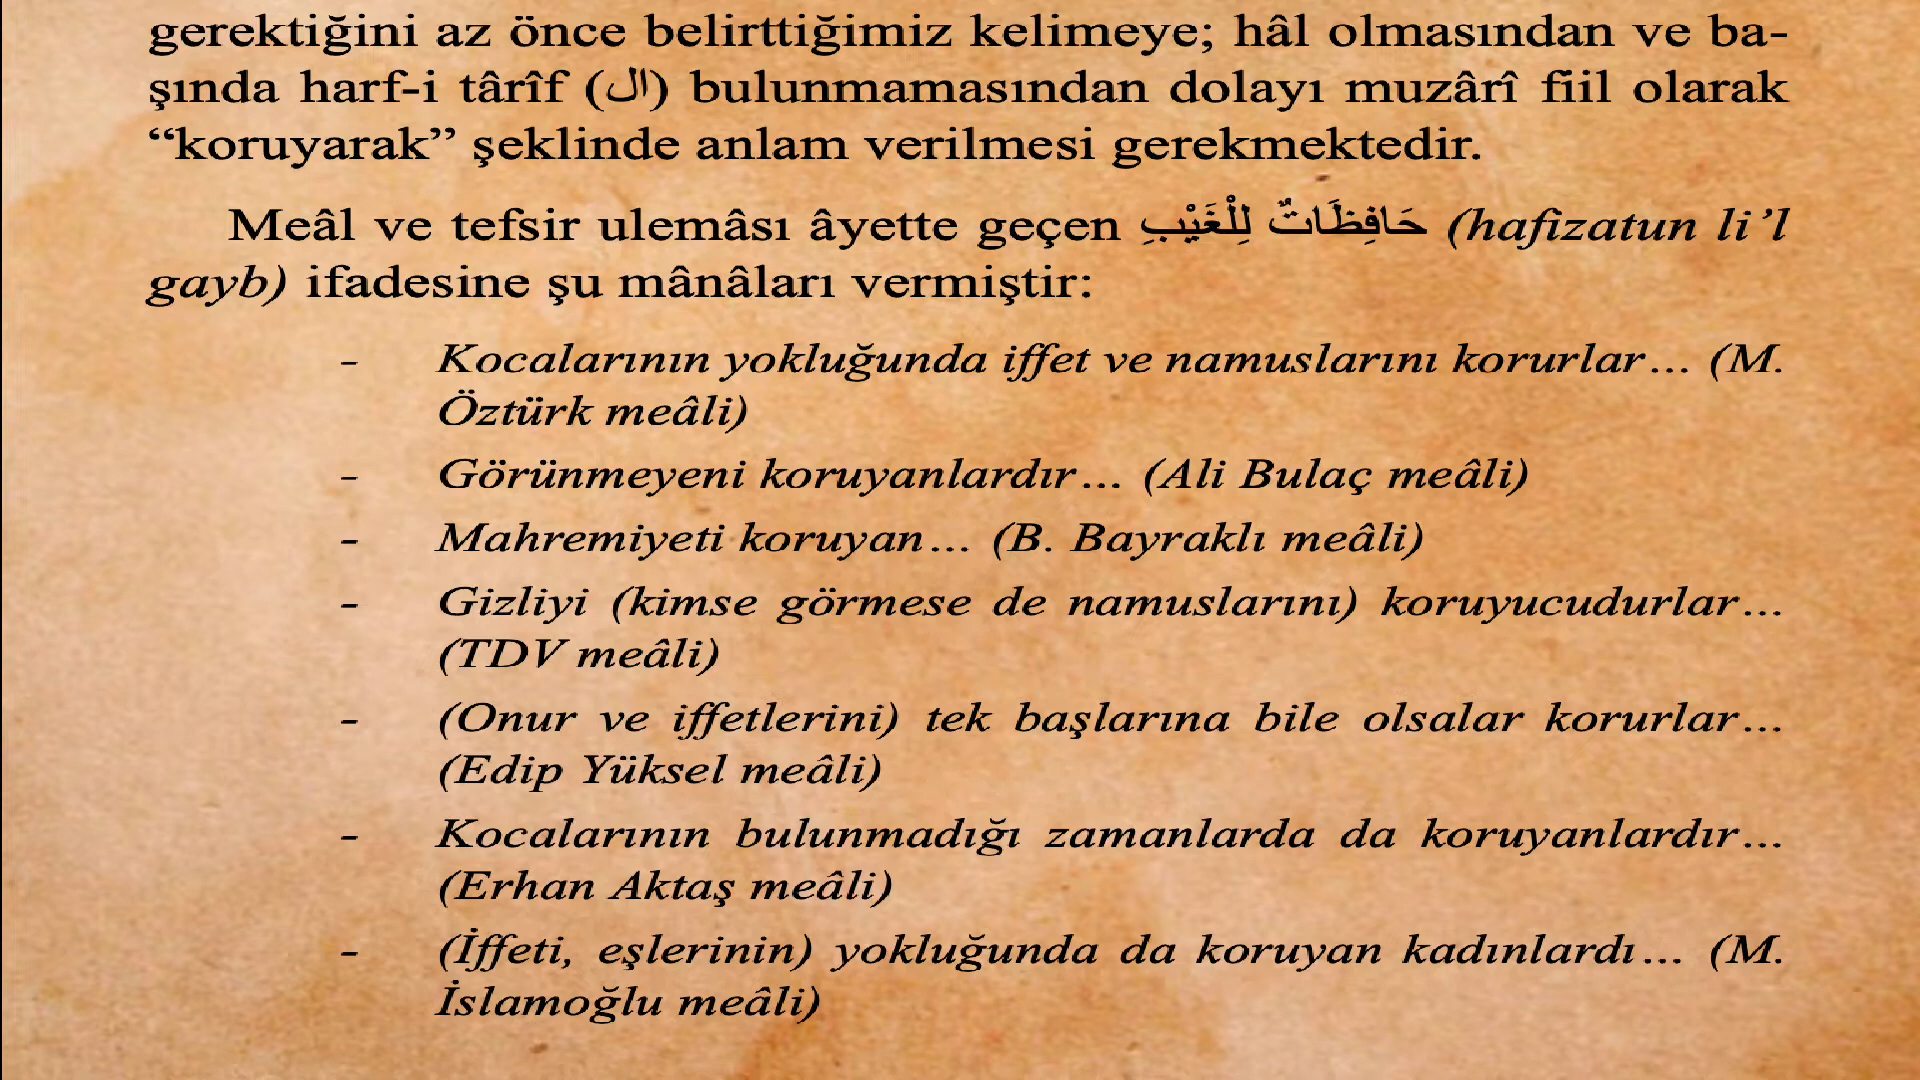 gerektiğini az önce belirttiğimiz kelimeye; hâl olmasından ve ba-
şında harf-i târîf (ال) bulunmamasından dolayı muzârî fiil olarak
“koruyarak” şeklinde anlam verilmesi gerekmektedir.
Meâl ve tefsir ulemâsı âyette geçen حَافِظَاتٌ لِلْغَيْبِ (hafizatun li’l
gayb) ifadesine şu mânâları vermiştir:
- Kocalarının yokluğunda iffet ve namuslarını korurlar… (M.
Öztürk meâli)
- Görünmeyeni koruyanlardır… (Ali Bulaç meâli)
- Mahremiyeti koruyan… (B. Bayraklı meâli)
- Gizliyi (kimse görmese de namuslarını) koruyucudurlar…
(TDV meâli)
- (Onur ve iffetlerini) tek başlarına bile olsalar korurlar…
(Edip Yüksel meâli)
- Kocalarının bulunmadığı zamanlarda da koruyanlardır…
(Erhan Aktaş meâli)
- (İffeti, eşlerinin) yokluğunda da koruyan kadınlardı… (M.
İslamoğlu meâli)